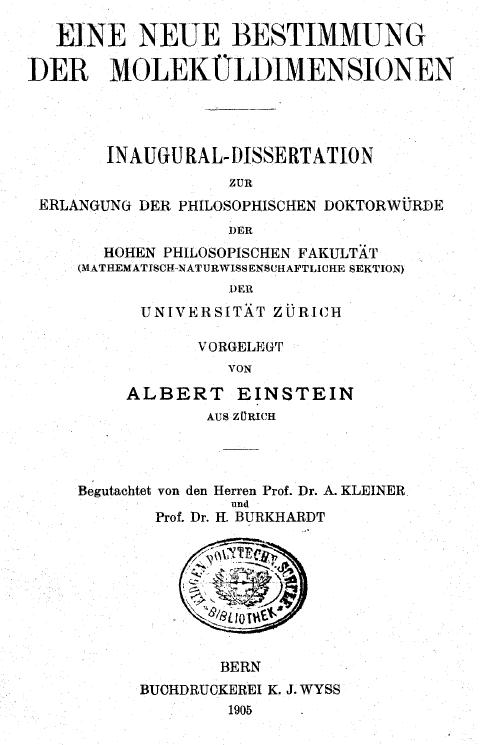 EINE NEUE BESTIMMUNG
DER MOLEKÜLDIMENSIONEN
INAUGURAL-DISSERTATION
ZUR
ERLANGUNG DER PHILOSOPHISCHEN DOKTORWÜRDE
DER
HOHEN PHILOSOPISCHEN FAKULTÄT
(MATHEMATISCH-NATURWISSENSCHAFTLICHE SEKTION)
DER
UNIVERSITÄT ZÜRICH
VORGELEGT
VON
ALBERT EINSTEIN
AUS ZÜRICH
Begutachtet von den Herren Prof. Dr. A. KLEINER
und
Prof. Dr. H. BURKHARDT
EIDGEN. POLYTECHN. SCHULE
BIBLIOTHEK
BERN
BUCHDRUCKEREI K. J. WYSS
1905